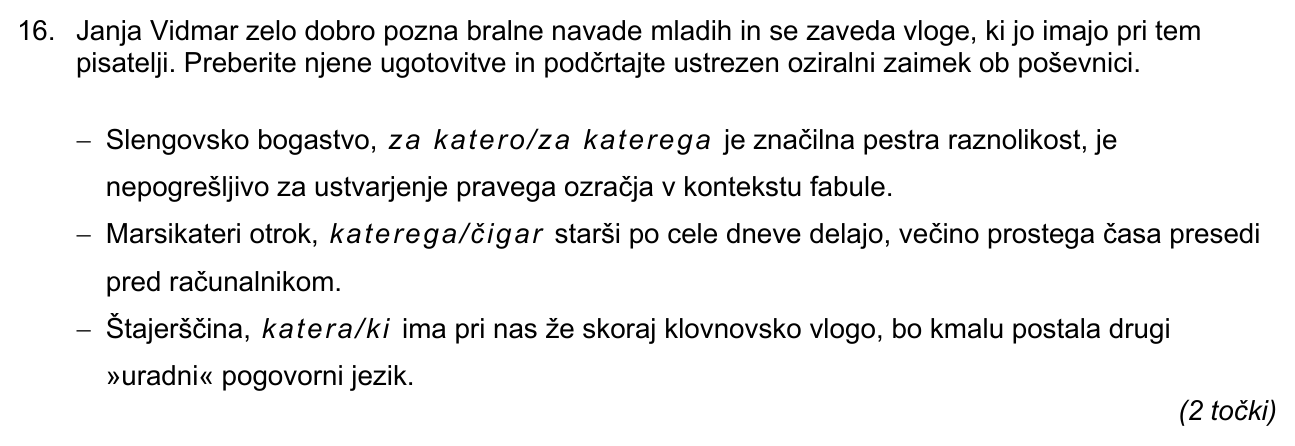 16. Janja Vidmar zelo dobro pozna bralne navade mladih in se zaveda vloge, ki jo imajo pri tem
pisatelji. Preberite njene ugotovitve in podčrtajte ustrezen oziralni zaimek ob poševnici.
– Slengovsko bogastvo, za katero/za katerega je značilna pestra raznolikost, je
nepogrešljivo za ustvarjenje pravega ozračja v kontekstu fabule.
– Marsikateri otrok, katerega/čigar starši po cele dneve delajo, večino prostega časa presedi
pred računalnikom.
– Štajerščina, katera/ki ima pri nas že skoraj klovnovsko vlogo, bo kmalu postala drugi
»uradni« pogovorni jezik.
(2 točki)